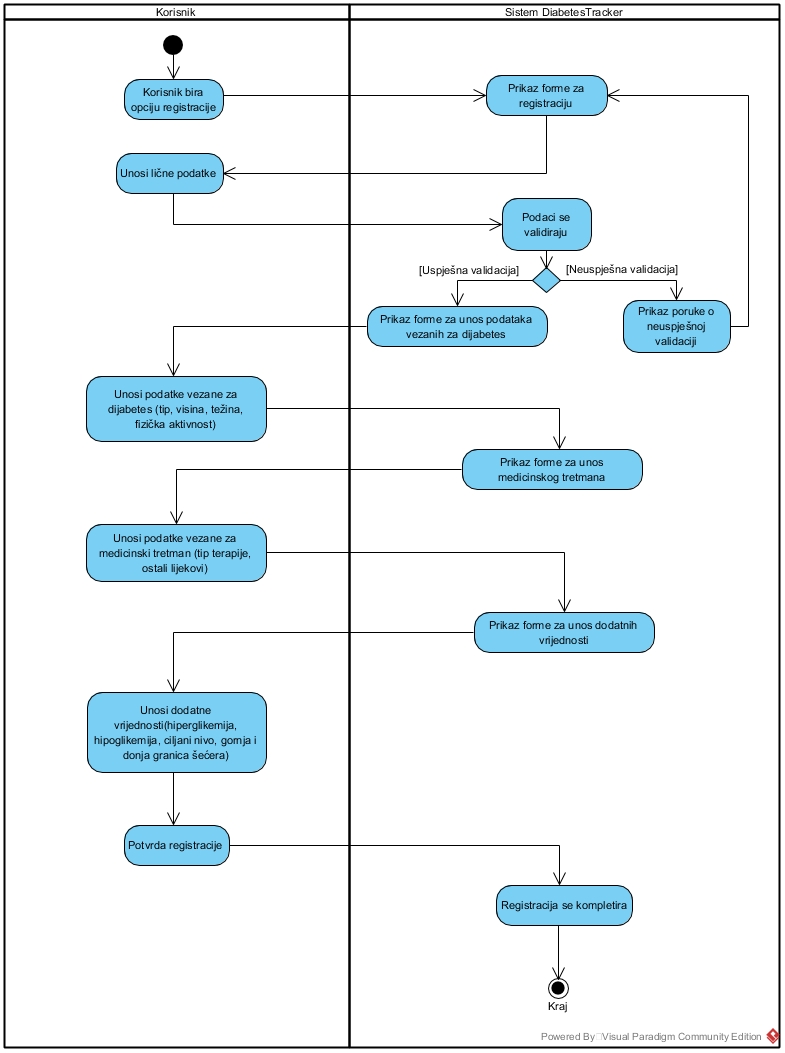 Korisnik
Sistem DiabetesTracker
Korisnik bira
opciju registracije
Prikaz forme za
registraciju
Unosi lične podatke
Podaci se
validiraju
[Uspješna validacija]
[Neuspješna validacija]
Prikaz forme za unos podataka
vezanih za dijabetes
Prikaz poruke o
neuspješnoj
validaciji
Unosi podatke vezane za
dijabetes (tip, visina, težina,
fizička aktivnost)
Prikaz forme za unos
medicinskog tretmana
Unosi podatke vezane za
medicinski tretman (tip terapije,
ostali lijekovi)
Prikaz forme za unos dodatnih
vrijednosti
Unosi dodatne
vrijednosti(hiperglikemija,
hipoglikemija, ciljani nivo, gornja i
donja granica šećera)
Potvrda registracije
Registracija se kompletira
Kraj
Powered By Visual Paradigm Community Edition